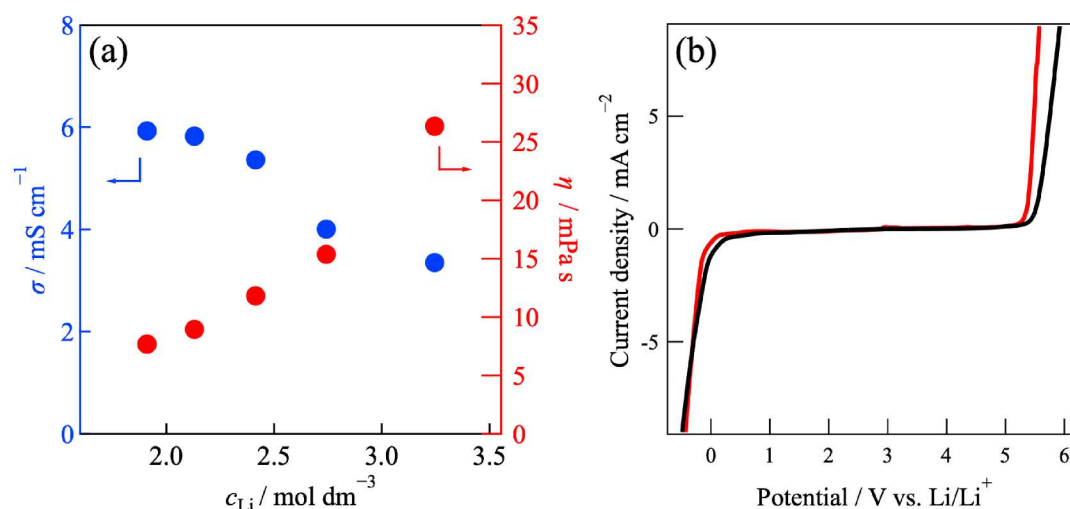 (a)
8
6
4
2
0
σ / mS cm⁻¹
35
30
25
20
15
10
5
0
η / mPa s
2.0 2.5 3.0 3.5
c_Li / mol dm⁻³
(b)
5
0
-5
Current density / mA cm⁻²
0 1 2 3 4 5 6
Potential / V vs. Li/Li⁺